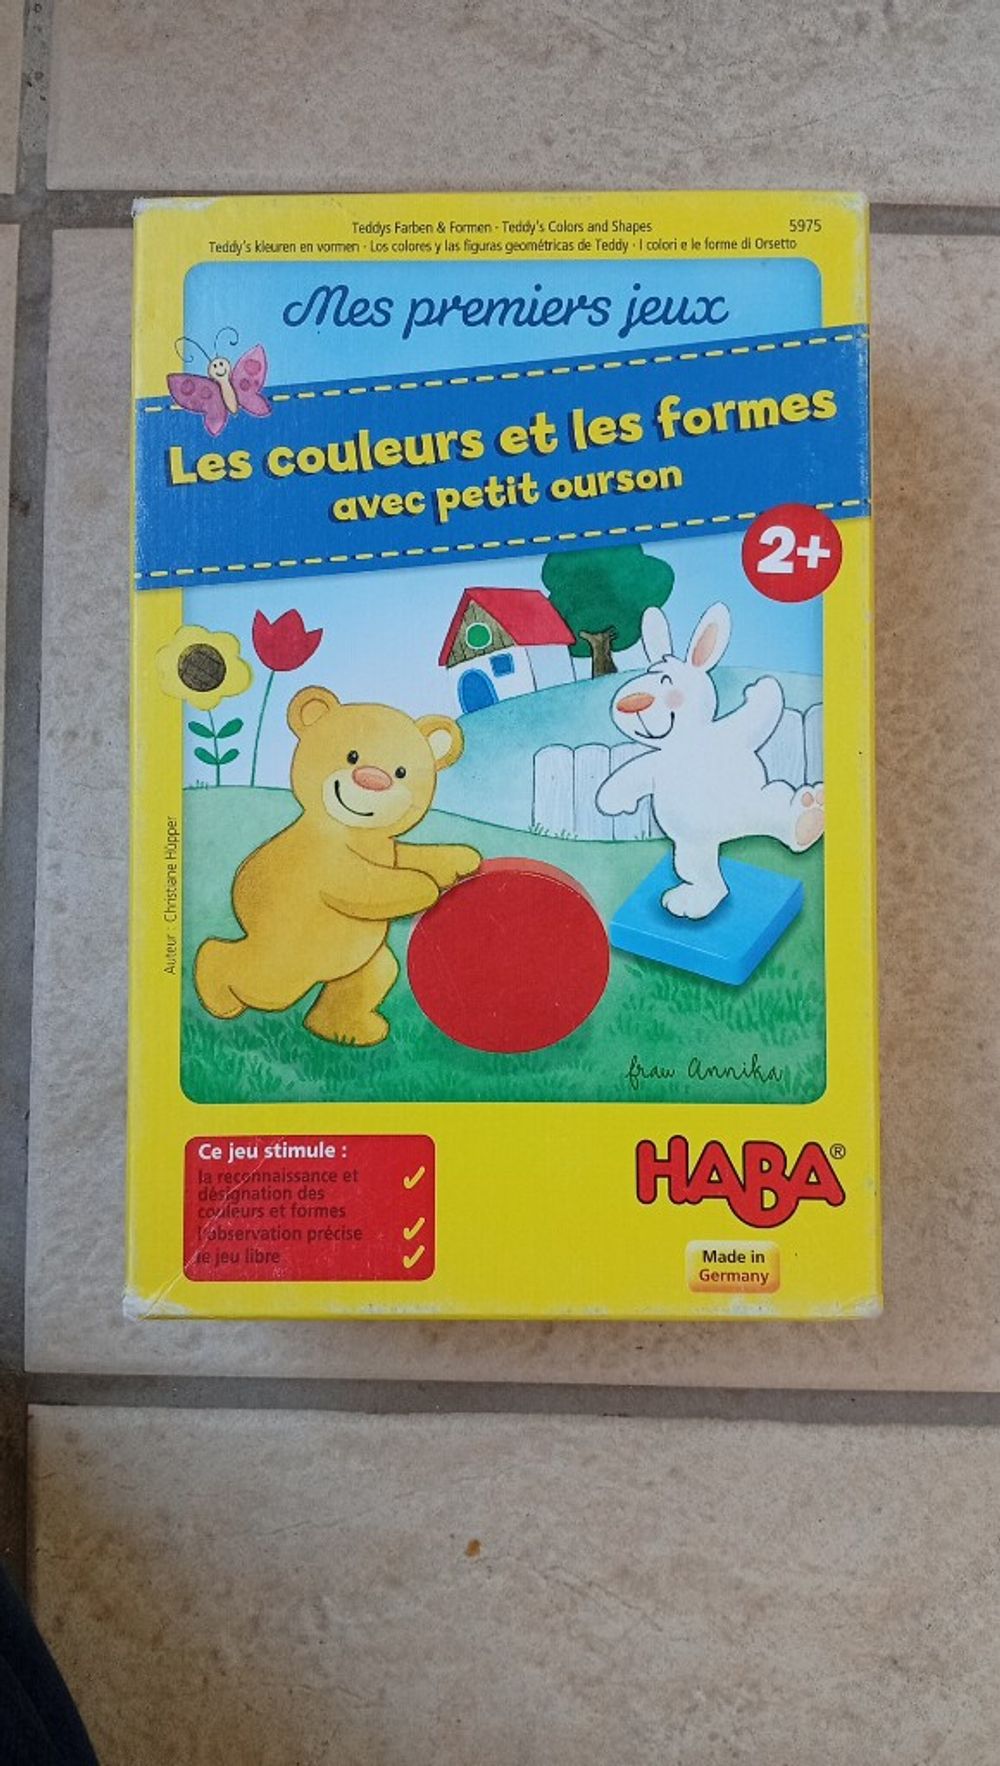 Teddys Farben & Formen - Teddy's Colors and Shapes
5975
Teddy's kleuren en vormen - Los colores y las figuras geométricas de Teddy - I colori e le forme di Orsetto
Mes premiers jeux
Les couleurs et les formes
avec petit ourson
2+
Auteur : Christiane Hüpper
frau Annika
Ce jeu stimule :
la reconnaissance et
désignation des
couleurs et formes
l'observation précise
le jeu libre
HABA®
Made in
Germany